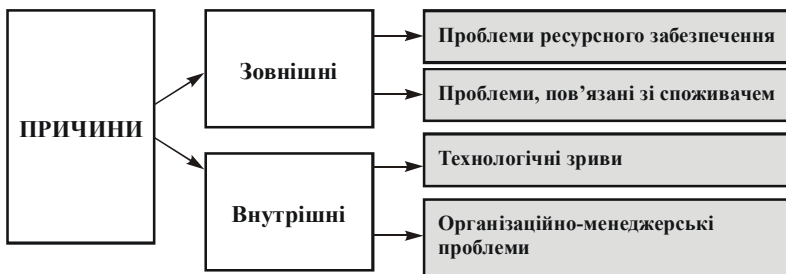 ПРИЧИНИ
Зовнішні
Проблеми ресурсного забезпечення
Проблеми, пов’язані зі споживачем
Внутрішні
Технологічні зриви
Організаційно-менеджерські
проблеми